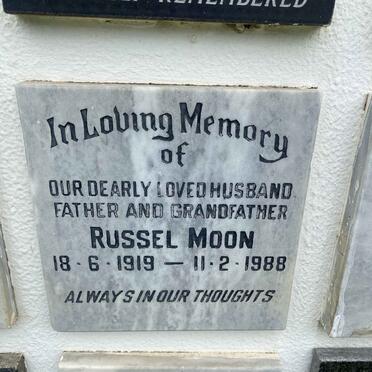 REMEMBERED
In Loving Memory
of
OUR DEARLY LOVED HUSBAND
FATHER AND GRANDFATHER
RUSSEL MOON
18 · 6 · 1919 — 11 · 2 · 1988
ALWAYS IN OUR THOUGHTS